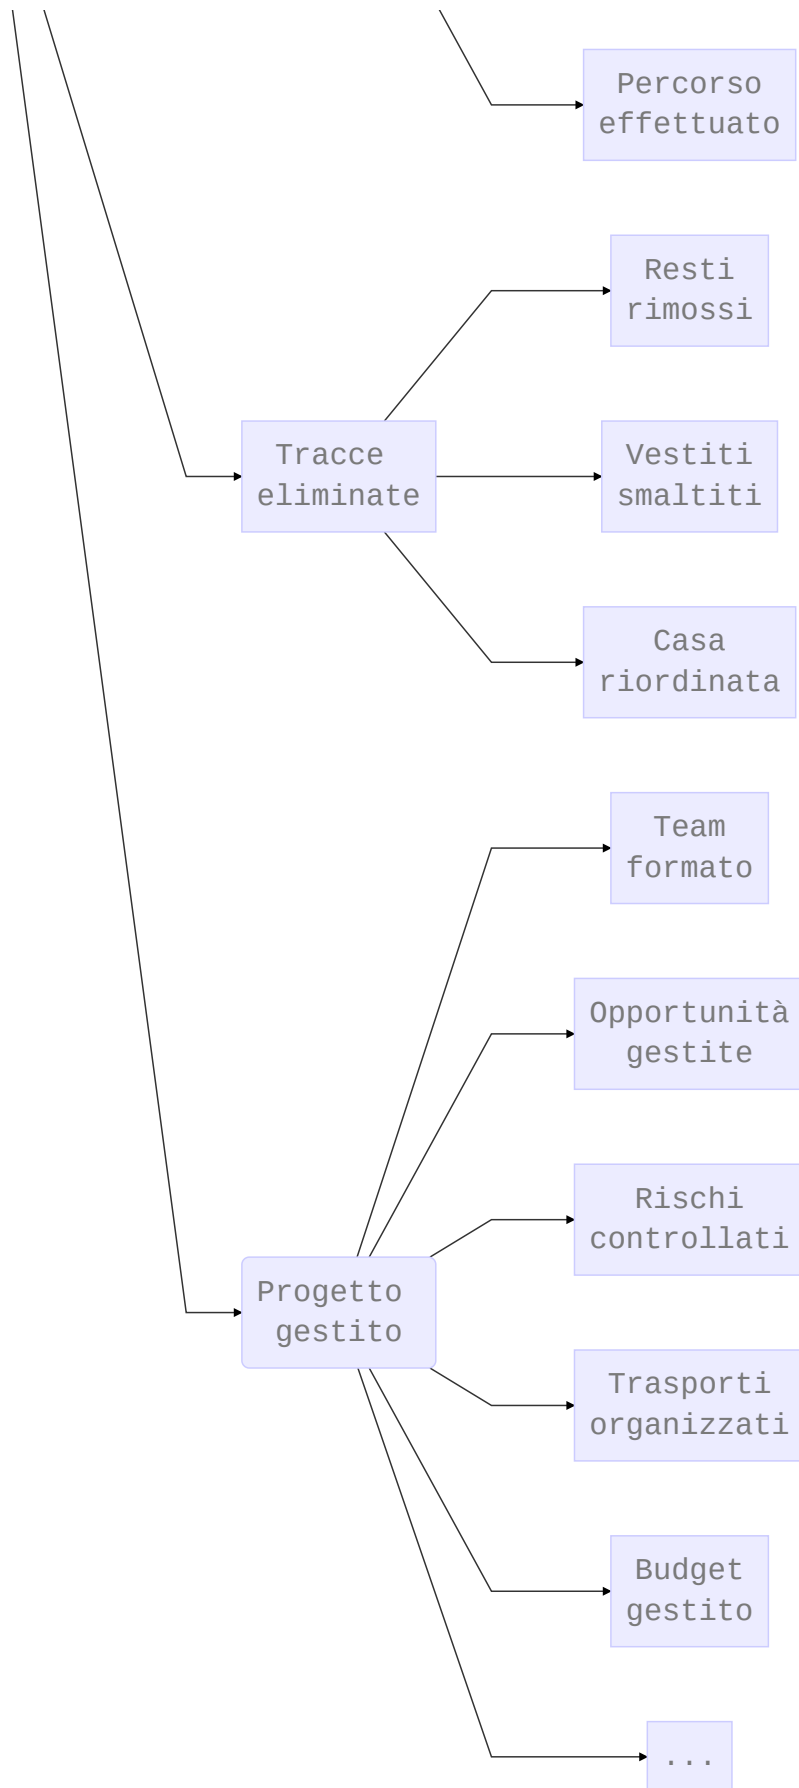 Percorso
effettuato
Resti
rimossi
Tracce
eliminate
Vestiti
smaltiti
Casa
riordinata
Team
formato
Opportunità
gestite
Rischi
controllati
Progetto
gestito
Trasporti
organizzati
Budget
gestito
...